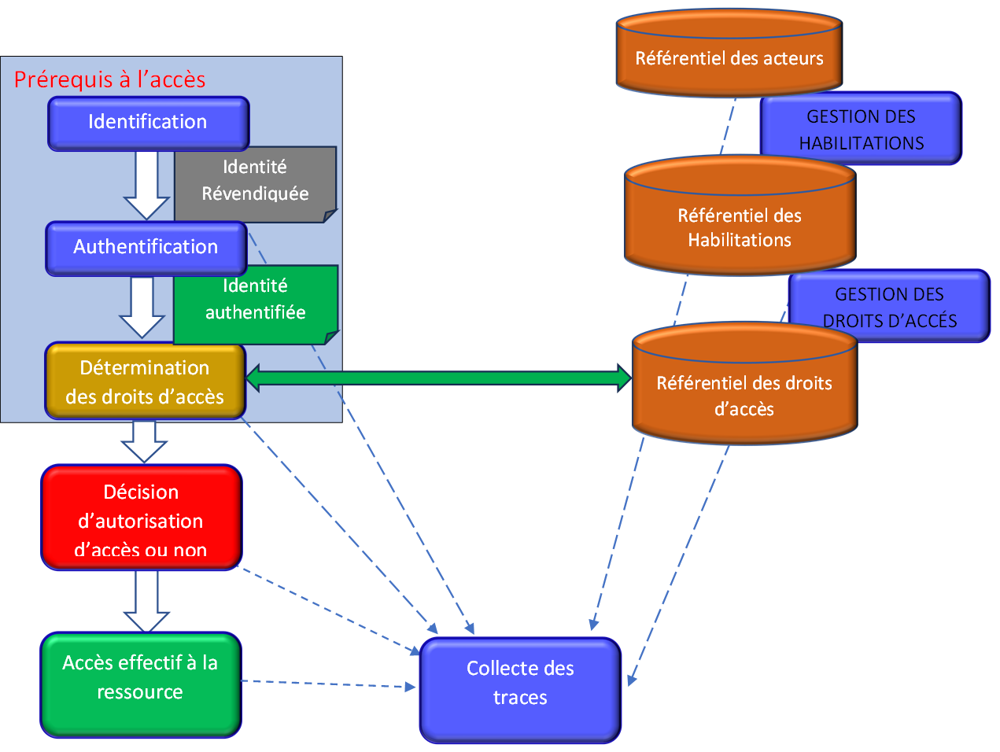 Prérequis à l’accès
Identification
Identité
Révendiquée
Authentification
Identité
authentifiée
Détermination
des droits d’accès
Décision
d’autorisation
d’accès ou non
Accès effectif à la
ressource
Référentiel des acteurs
GESTION DES
HABILITATIONS
Référentiel des
Habilitations
GESTION DES
DROITS D’ACCÉS
Référentiel des droits
d’accès
Collecte des
traces